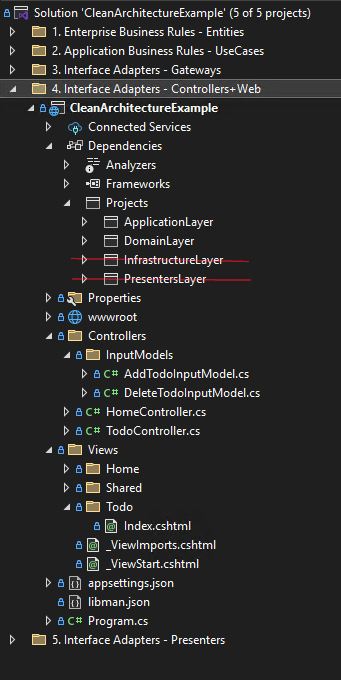 Solution 'CleanArchitectureExample' (5 of 5 projects)
1. Enterprise Business Rules - Entities
2. Application Business Rules - UseCases
3. Interface Adapters - Gateways
4. Interface Adapters - Controllers+Web
CleanArchitectureExample
Connected Services
Dependencies
Analyzers
Frameworks
Projects
ApplicationLayer
DomainLayer
InfrastructureLayer
PresentersLayer
Properties
wwwroot
Controllers
InputModels
C# AddTodoInputModel.cs
C# DeleteTodoInputModel.cs
C# HomeController.cs
C# TodoController.cs
Views
Home
Shared
Todo
Index.cshtml
_ViewImports.cshtml
_ViewStart.cshtml
appsettings.json
libman.json
C# Program.cs
5. Interface Adapters - Presenters